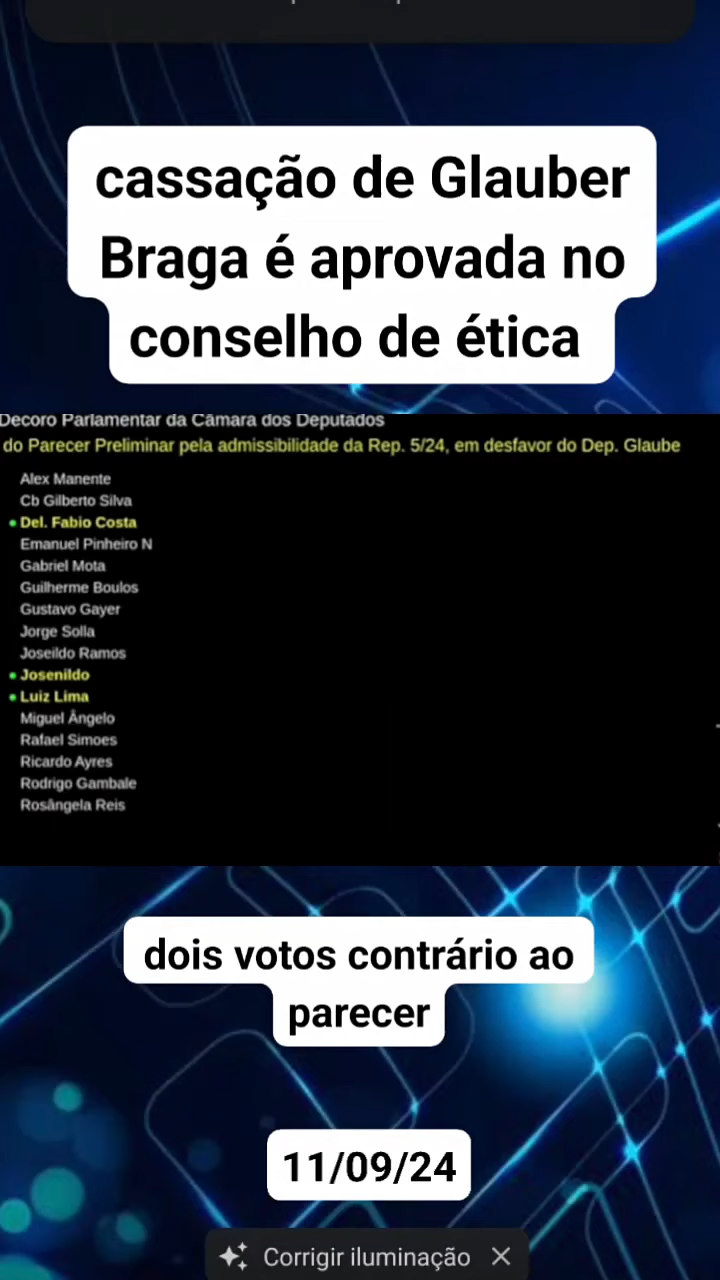 cassação de Glauber
Braga é aprovada no
conselho de ética
Decoro Parlamentar da Câmara dos Deputados
do Parecer Preliminar pela admissibilidade da Rep. 5/24, em desfavor do Dep. Glaube
Alex Manente
Cb Gilberto Silva
Del. Fabio Costa
Emanuel Pinheiro N
Gabriel Mota
Guilherme Boulos
Gustavo Gayer
Jorge Solla
Joseildo Ramos
Josenildo
Luiz Lima
Miguel Ângelo
Rafael Simoes
Ricardo Ayres
Rodrigo Gambale
Rosângela Reis
dois votos contrário ao
parecer
11/09/24
Corrigir iluminação